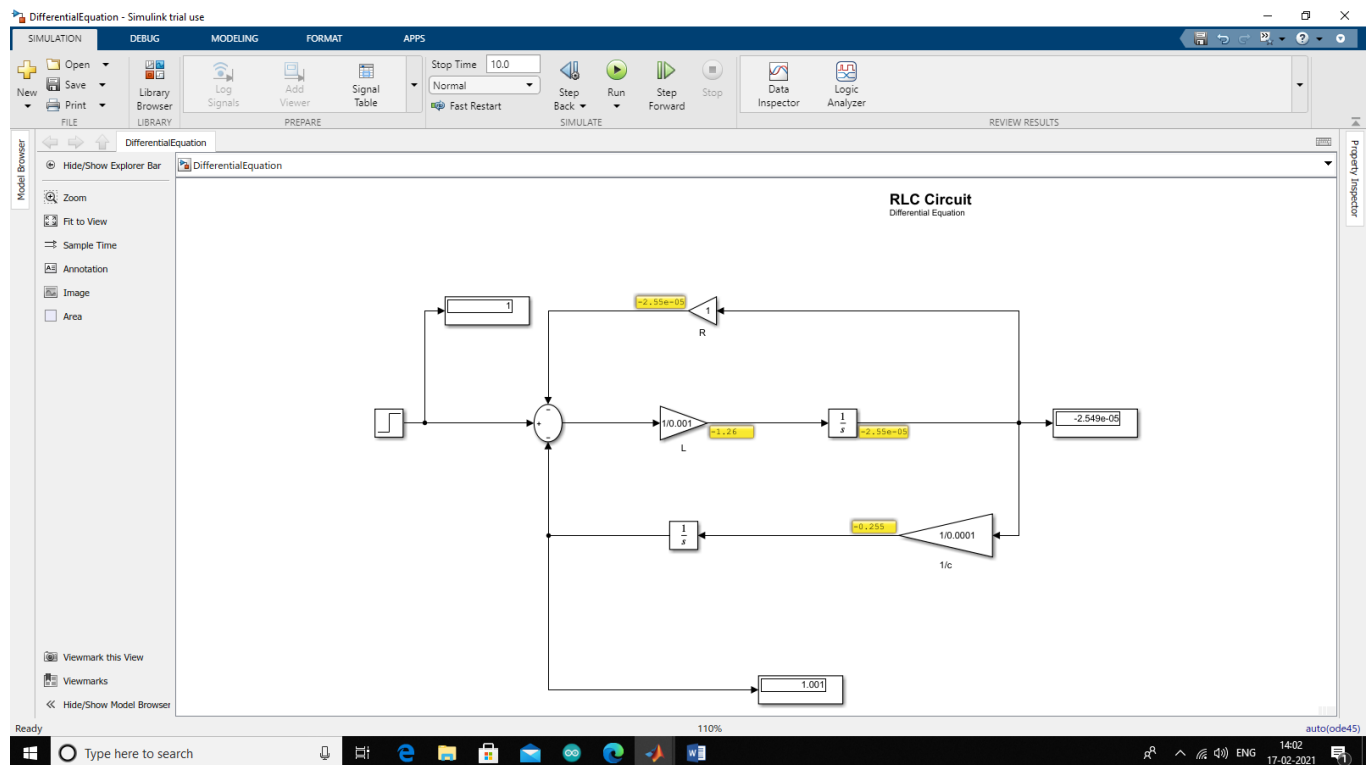 DifferentialEquation - Simulink trial use
SIMULATION DEBUG MODELING FORMAT APPS
New
Open
Save
Print
FILE
Library
Browser
LIBRARY
Log
Signals
Add
Viewer
Signal
Table
PREPARE
Stop Time 10.0
Normal
Fast Restart
Step
Back
Run
Step
Forward
Stop
SIMULATE
Data
Inspector
Logic
Analyzer
REVIEW RESULTS
Model Browser
DifferentialEquation
Hide/Show Explorer Bar
DifferentialEquation
Property Inspector
Zoom
Fit to View
Sample Time
Annotation
Image
Area
RLC Circuit
Differential Equation
1
-2.55e-05
1
R
-
+
-
1/0.001
L
-1.26
1
s
-2.55e-05
-2.549e-05
1
s
-0.255
1/0.0001
1/c
1.001
Viewmark this View
Viewmarks
Hide/Show Model Browser
Ready
110%
auto(ode45)
Type here to search
ENG
14:02
17-02-2021